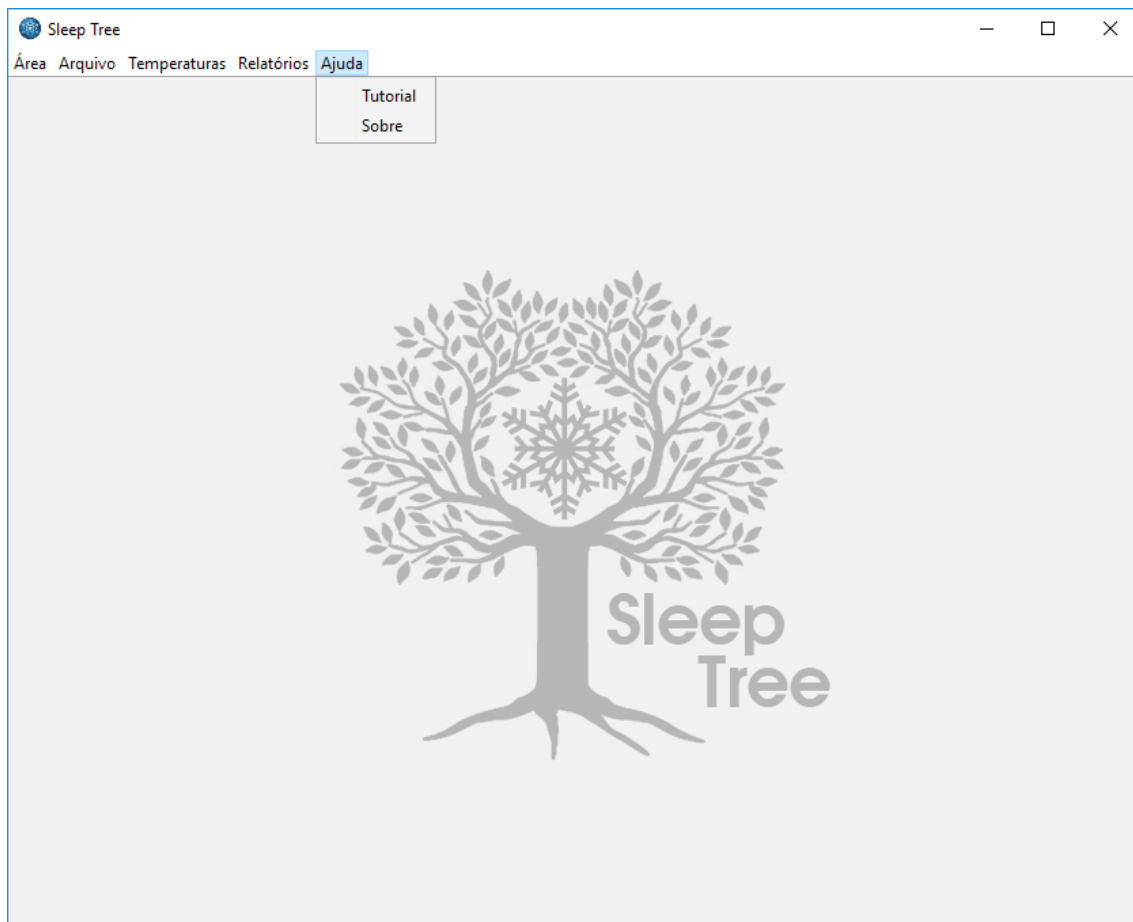 Sleep Tree
Área Arquivo Temperaturas Relatórios Ajuda
Tutorial
Sobre
Sleep
Tree